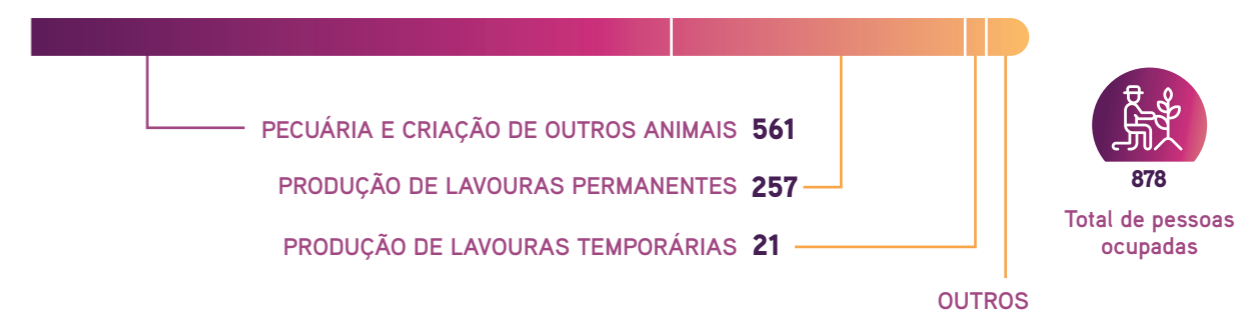 PECUÁRIA E CRIAÇÃO DE OUTROS ANIMAIS 561
PRODUÇÃO DE LAVOURAS PERMANENTES 257
PRODUÇÃO DE LAVOURAS TEMPORÁRIAS 21
OUTROS
878
Total de pessoas
ocupadas